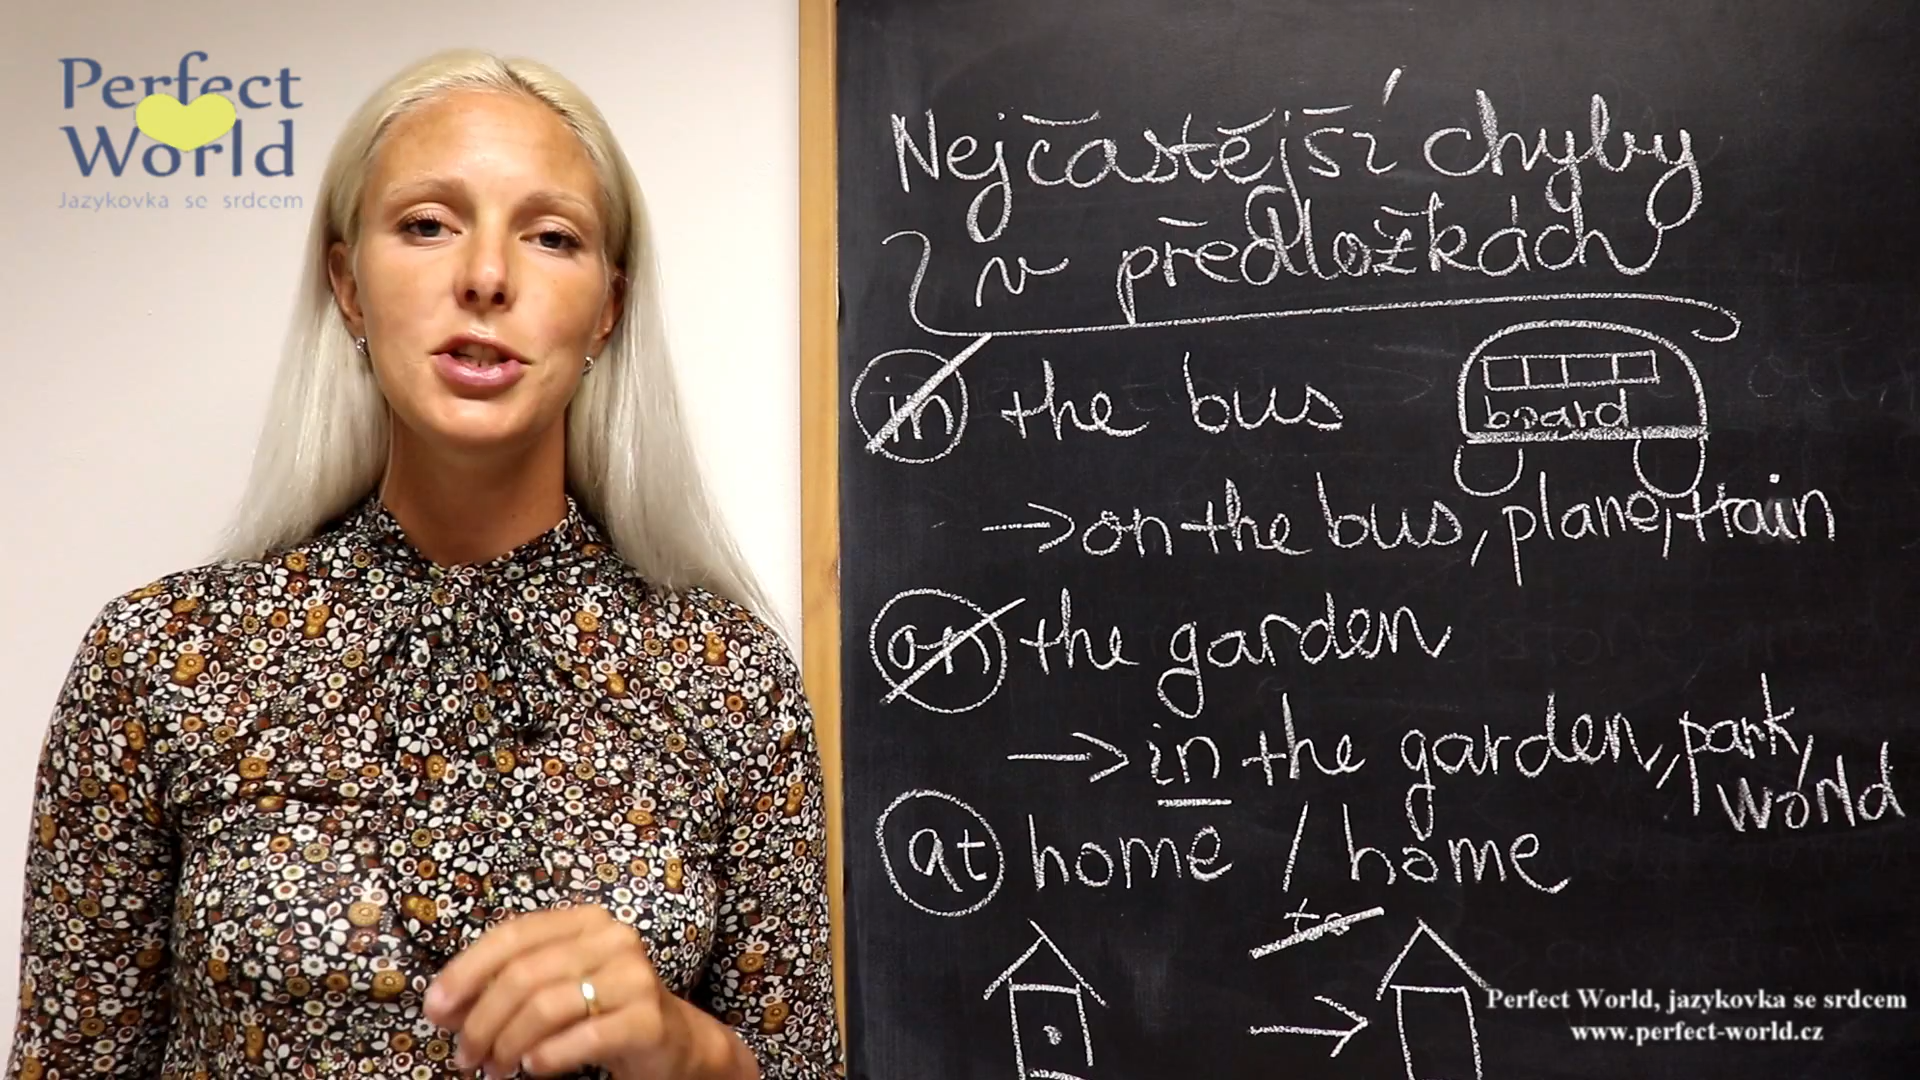 Perfect
World
Jazykovka se srdcem
Nejčastější chyby
v předložkách
in the bus
board
→ on the bus, plane, train
on the garden
→ in the garden, park,
world
at home / home
to
Perfect World, jazykovka se srdcem
www.perfect-world.cz